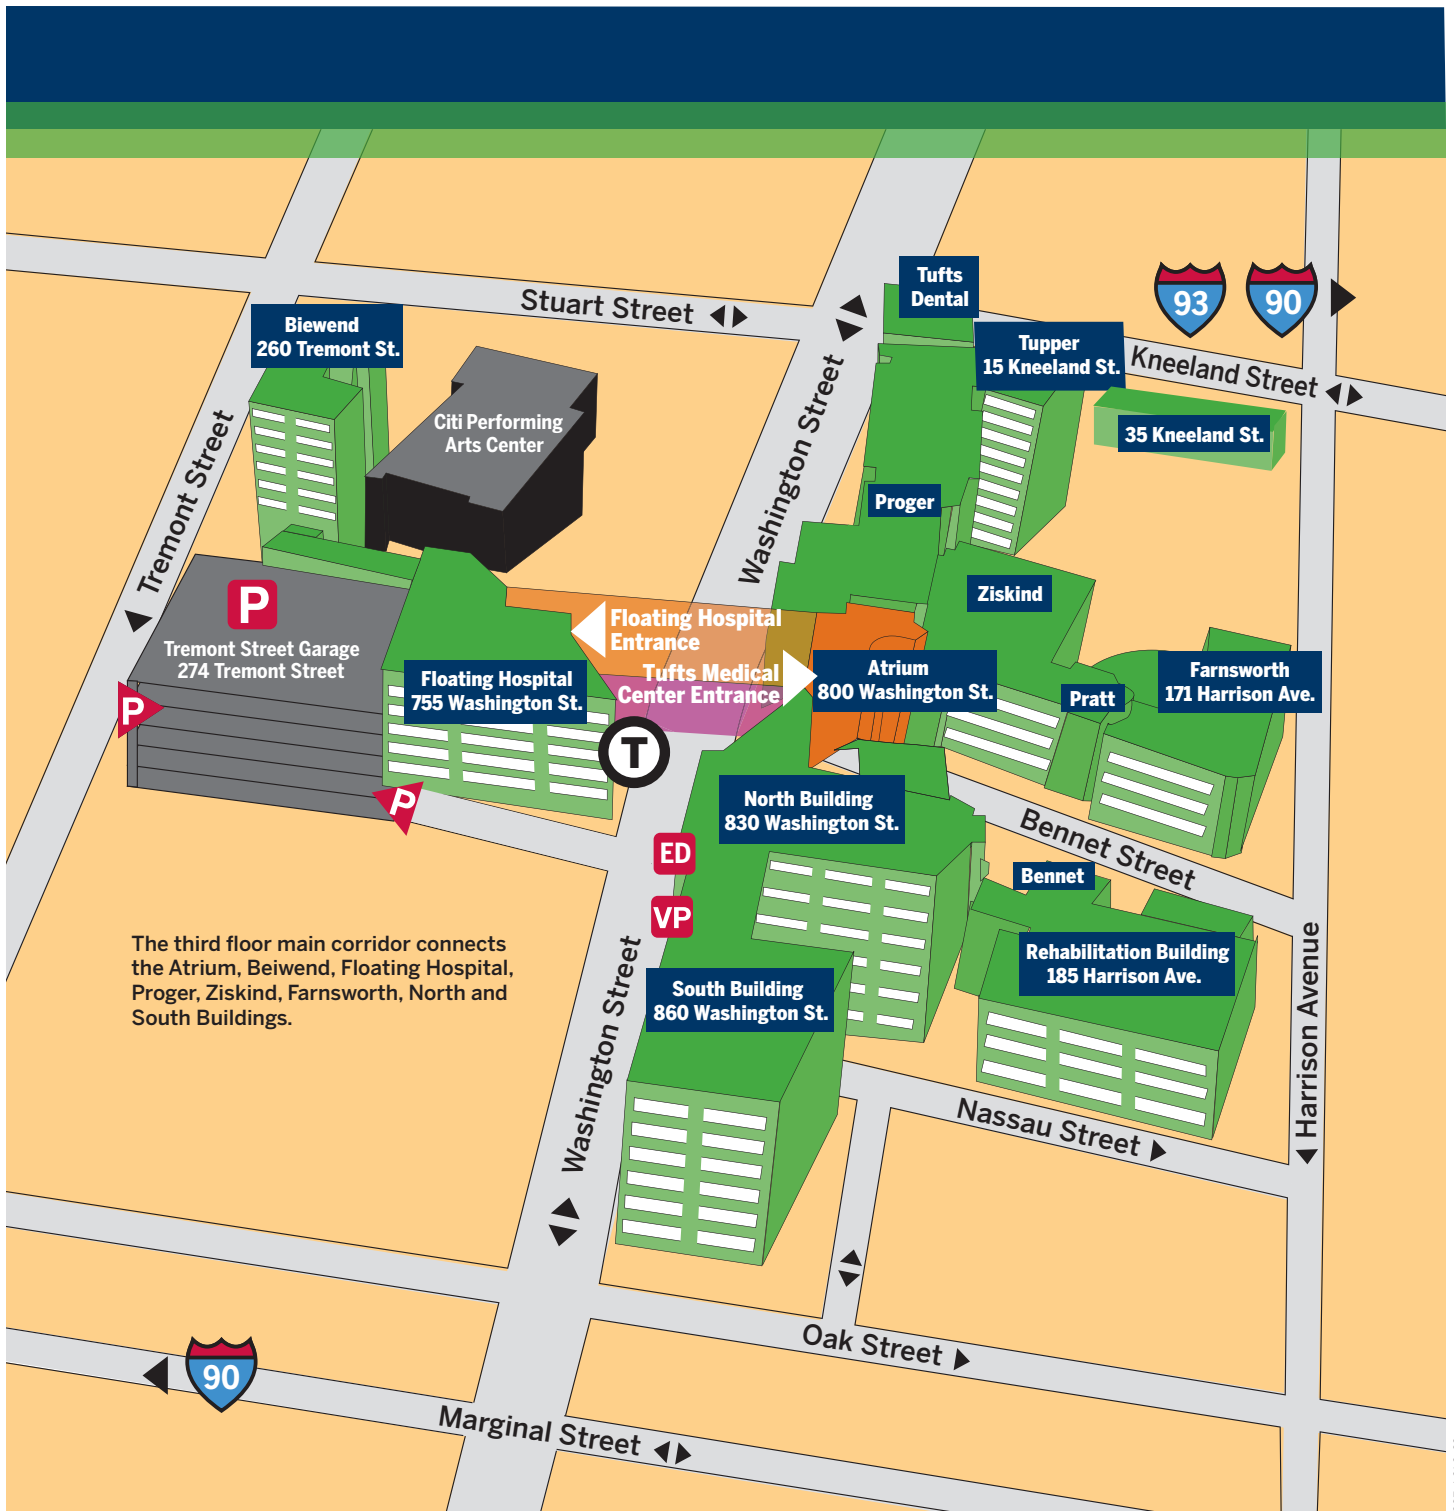 Stuart Street
Tufts
Dental
93
90
Biewend
260 Tremont St.
Tupper
15 Kneeland St.
Kneeland Street
Citi Performing
Arts Center
35 Kneeland St.
Tremont Street
Washington Street
Proger
Ziskind
P
Tremont Street Garage
274 Tremont Street
Floating Hospital
Entrance
Tufts Medical
Center Entrance
Floating Hospital
755 Washington St.
Atrium
800 Washington St.
Pratt
Farnsworth
171 Harrison Ave.
P
T
P
North Building
830 Washington St.
Bennet Street
ED
Bennet
VP
The third floor main corridor connects
the Atrium, Beiwend, Floating Hospital,
Proger, Ziskind, Farnsworth, North and
South Buildings.
Rehabilitation Building
185 Harrison Ave.
South Building
860 Washington St.
Washington Street
Harrison Avenue
Nassau Street
Oak Street
90
Marginal Street